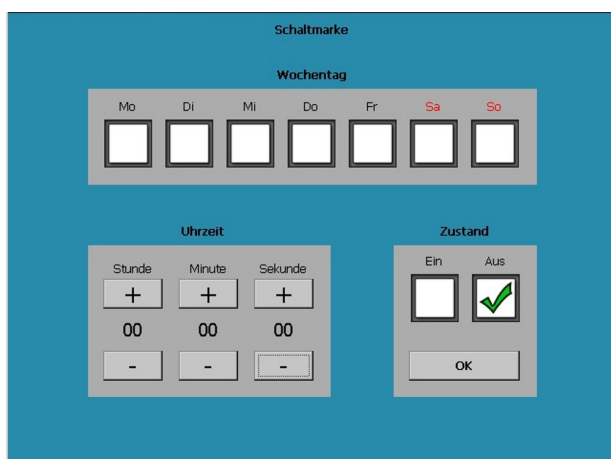 Schaltmarke
Wochentag
Mo Di Mi Do Fr Sa So
Uhrzeit
Stunde Minute Sekunde
+ + +
00 00 00
- - -
Zustand
Ein Aus
OK